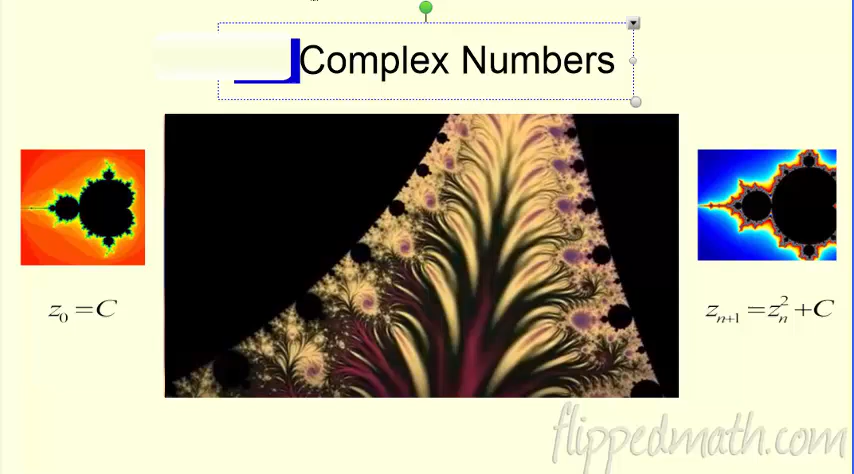 Complex Numbers
z₀ = C
zₙ₊₁ = zₙ² + C
flippedmath.com